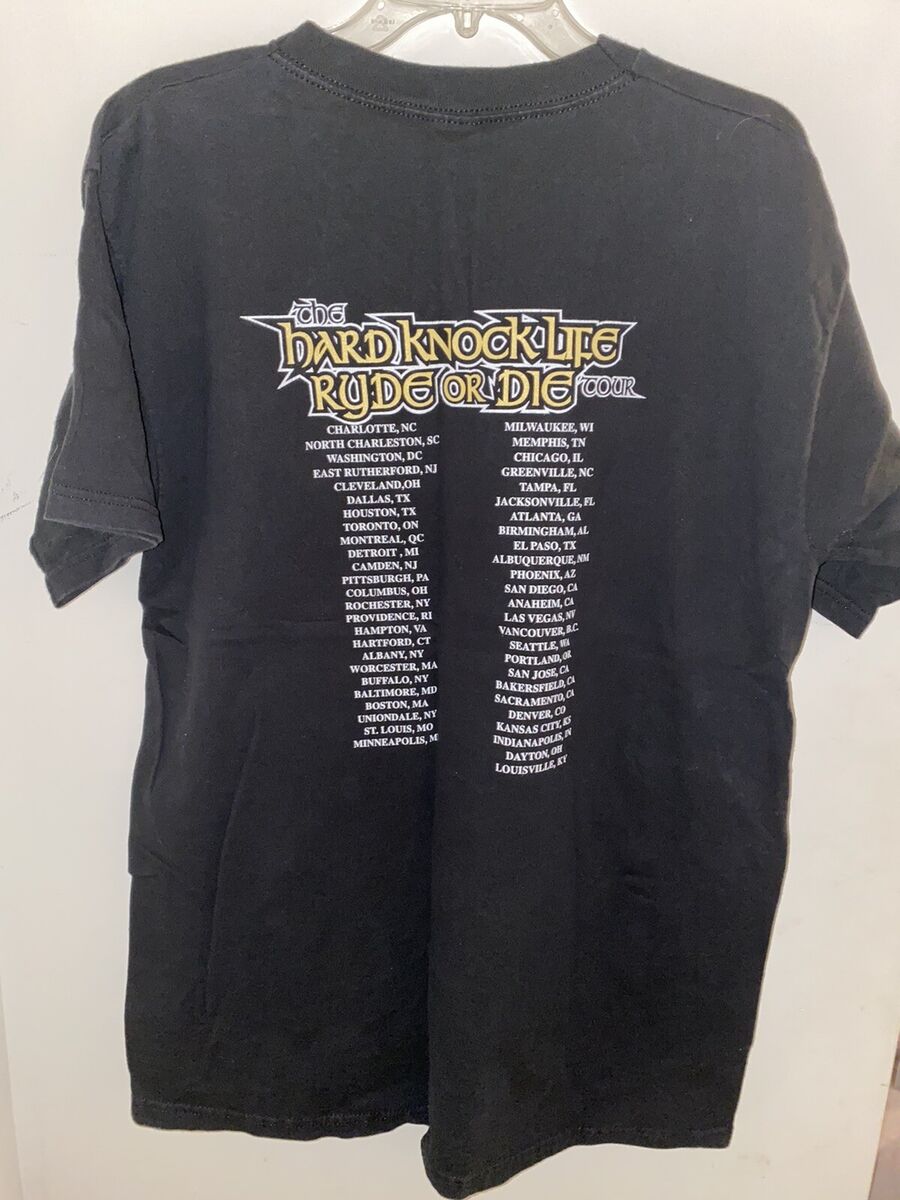 the
HARD KNOCK LIFE
RYDE OR DIE TOUR
CHARLOTTE, NC
NORTH CHARLESTON, SC
WASHINGTON, DC
EAST RUTHERFORD, NJ
CLEVELAND,OH
DALLAS, TX
HOUSTON, TX
TORONTO, ON
MONTREAL, QC
DETROIT , MI
CAMDEN, NJ
PITTSBURGH, PA
COLUMBUS, OH
ROCHESTER, NY
PROVIDENCE, RI
HAMPTON, VA
HARTFORD, CT
ALBANY, NY
WORCESTER, MA
BUFFALO, NY
BALTIMORE, MD
BOSTON, MA
UNIONDALE, NY
ST. LOUIS, MO
MINNEAPOLIS,
MILWAUKEE, WI
MEMPHIS, TN
CHICAGO, IL
GREENVILLE, NC
TAMPA, FL
JACKSONVILLE, FL
ATLANTA, GA
BIRMINGHAM, AL
EL PASO, TX
ALBUQUERQUE, NM
PHOENIX, AZ
SAN DIEGO, CA
ANAHEIM, CA
LAS VEGAS, NV
VANCOUVER, B.C.
SEATTLE, WA
PORTLAND, OR
SAN JOSE, CA
BAKERSFIELD, CA
SACRAMENTO, CA
DENVER, CO
KANSAS CITY, KS
INDIANAPOLIS, IN
DAYTON, OH
LOUISVILLE, KY